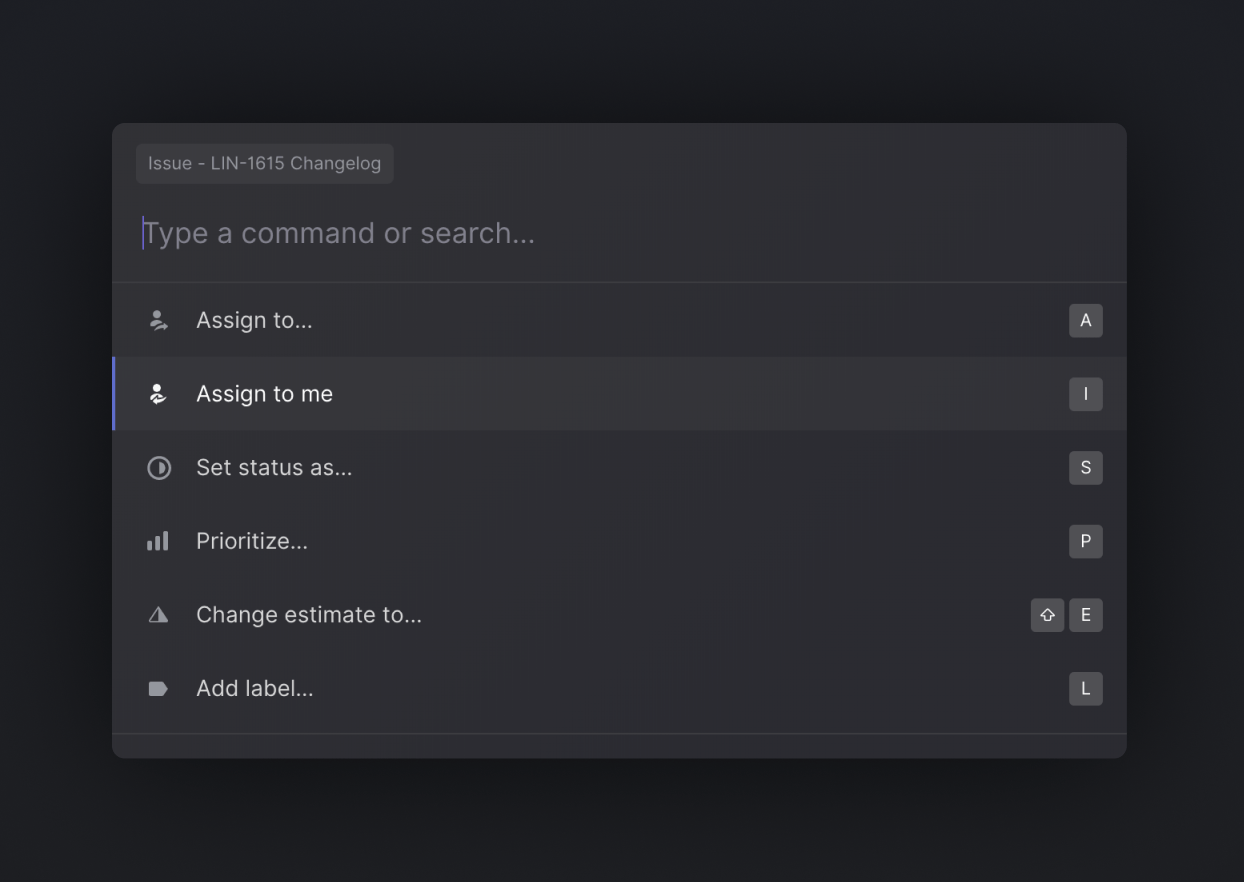 Issue - LIN-1615 Changelog
Type a command or search...
Assign to... A
Assign to me I
Set status as... S
Prioritize... P
Change estimate to... E
Add label... L